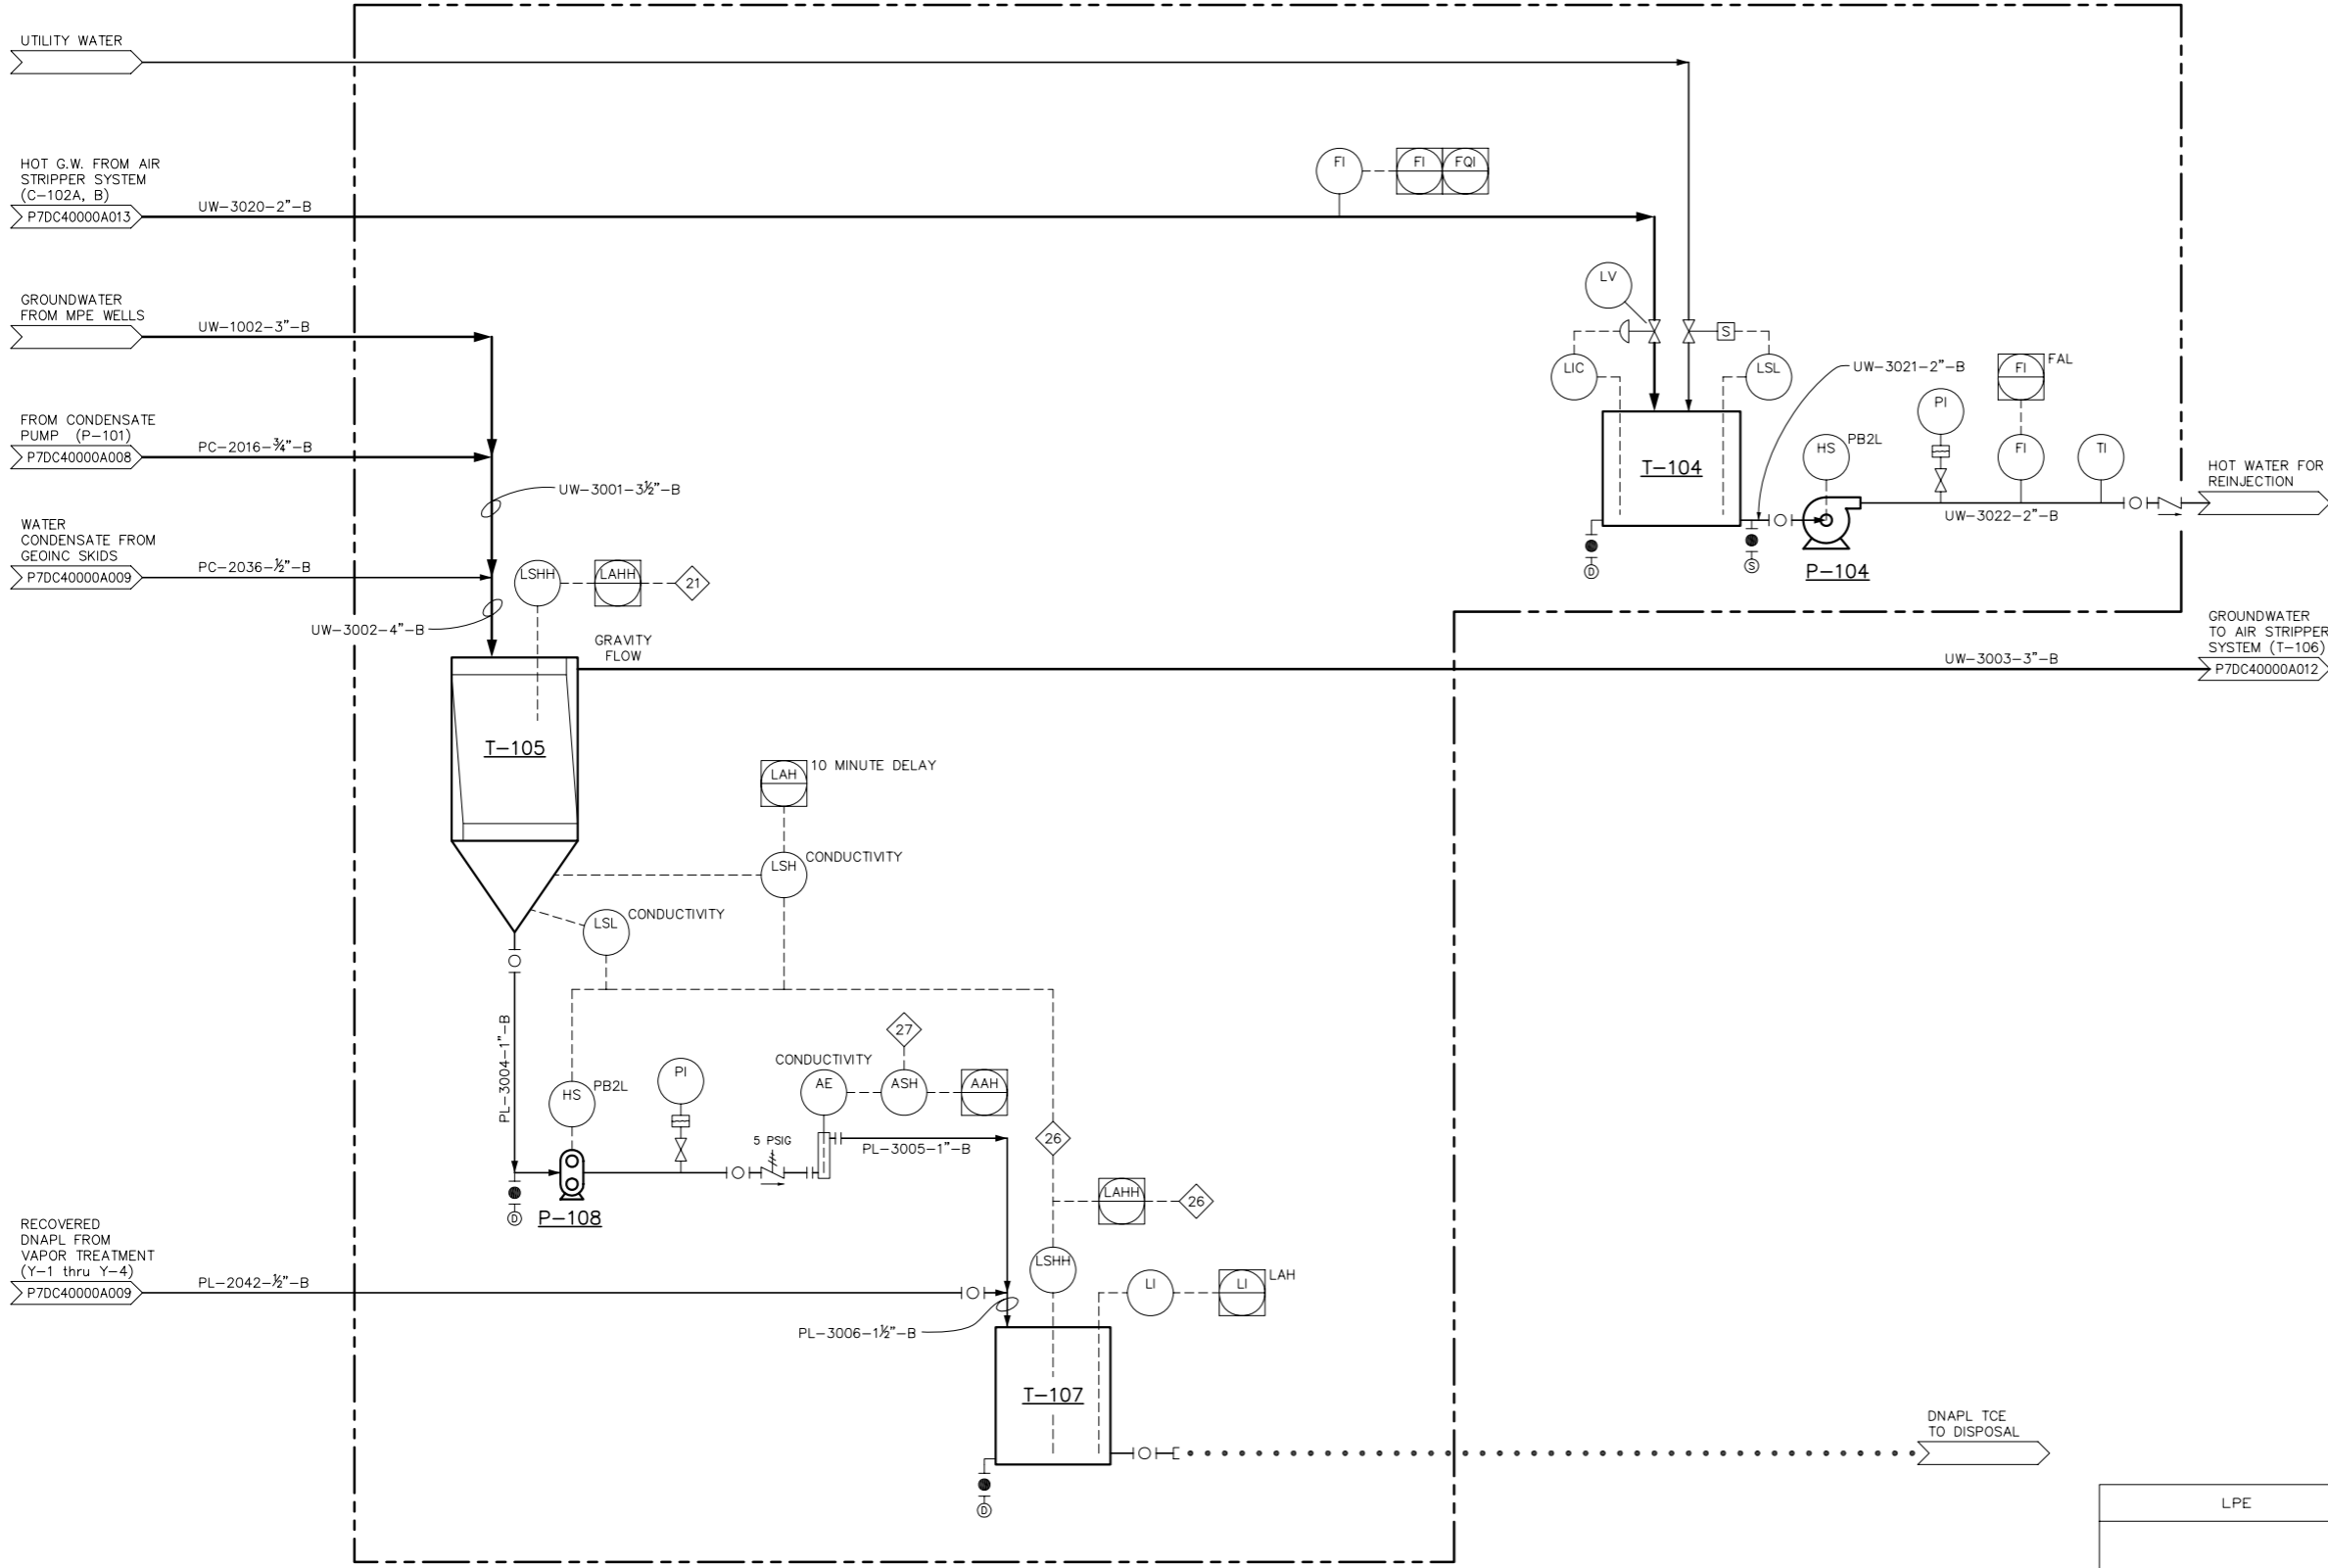 UTILITY WATER
HOT G.W. FROM AIR
STRIPPER SYSTEM
(C-102A, B)
P7DC40000A013
UW-3020-2"-B
FI
FI
FQI
GROUNDWATER
FROM MPE WELLS
UW-1002-3"-B
LV
S
LIC
LSL
UW-3021-2"-B
FI
FAL
PI
FROM CONDENSATE
PUMP (P-101)
P7DC40000A008
PC-2016-¾"-B
T-104
HS
PB2L
FI
TI
HOT WATER FOR
REINJECTION
UW-3001-3½"-B
UW-3022-2"-B
WATER
CONDENSATE FROM
GEOINC SKIDS
P7DC40000A009
PC-2036-½"-B
D
S
P-104
LSHH
LAHH
21
UW-3002-4"-B
GRAVITY
FLOW
UW-3003-3"-B
GROUNDWATER
TO AIR STRIPPER
SYSTEM (T-106)
P7DC40000A012
T-105
LAH
10 MINUTE DELAY
LSH
CONDUCTIVITY
LSL
CONDUCTIVITY
PL-3004-1"-B
27
CONDUCTIVITY
HS
PB2L
PI
AE
ASH
AAH
5 PSIG
PL-3005-1"-B
26
D
P-108
LAHH
26
RECOVERED
DNAPL FROM
VAPOR TREATMENT
(Y-1 thru Y-4)
P7DC40000A009
PL-2042-½"-B
LSHH
LI
LI
LAH
PL-3006-1½"-B
T-107
D
DNAPL TCE
TO DISPOSAL
LPE